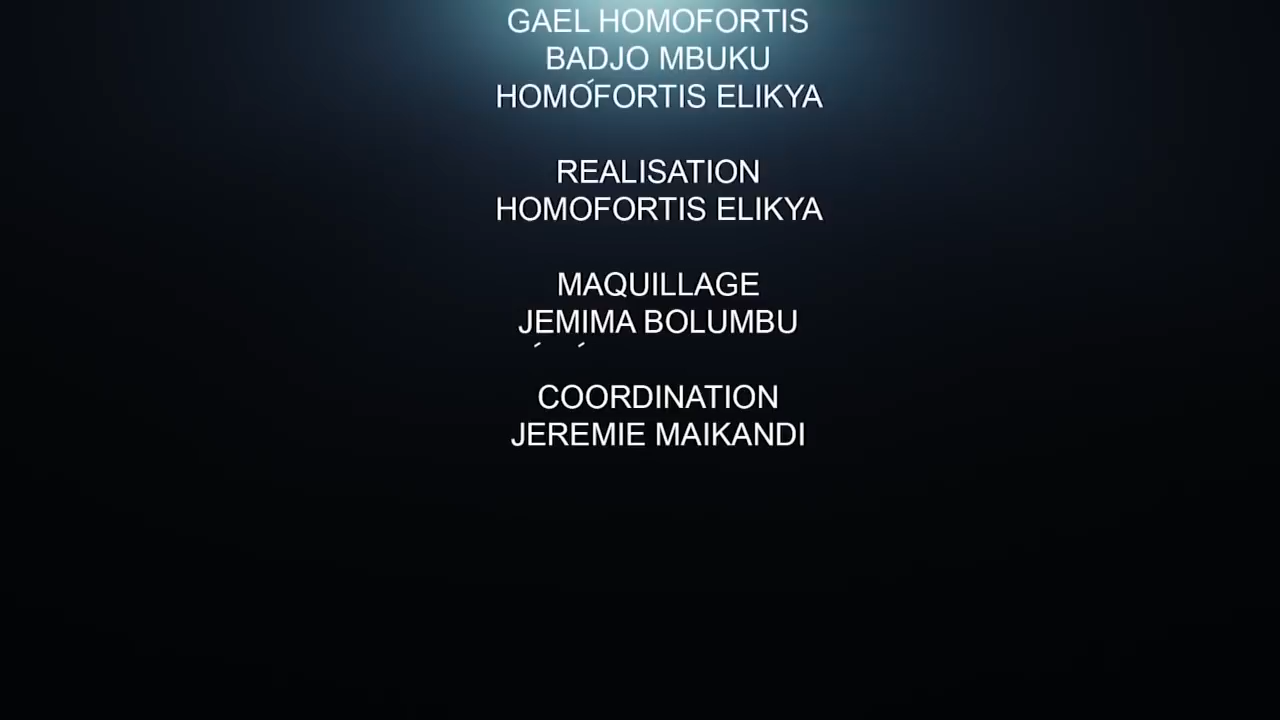 GAEL HOMOFORTIS
BADJO MBUKU
HOMOFORTIS ELIKYA
REALISATION
HOMOFORTIS ELIKYA
MAQUILLAGE
JEMIMA BOLUMBU
COORDINATION
JEREMIE MAIKANDI